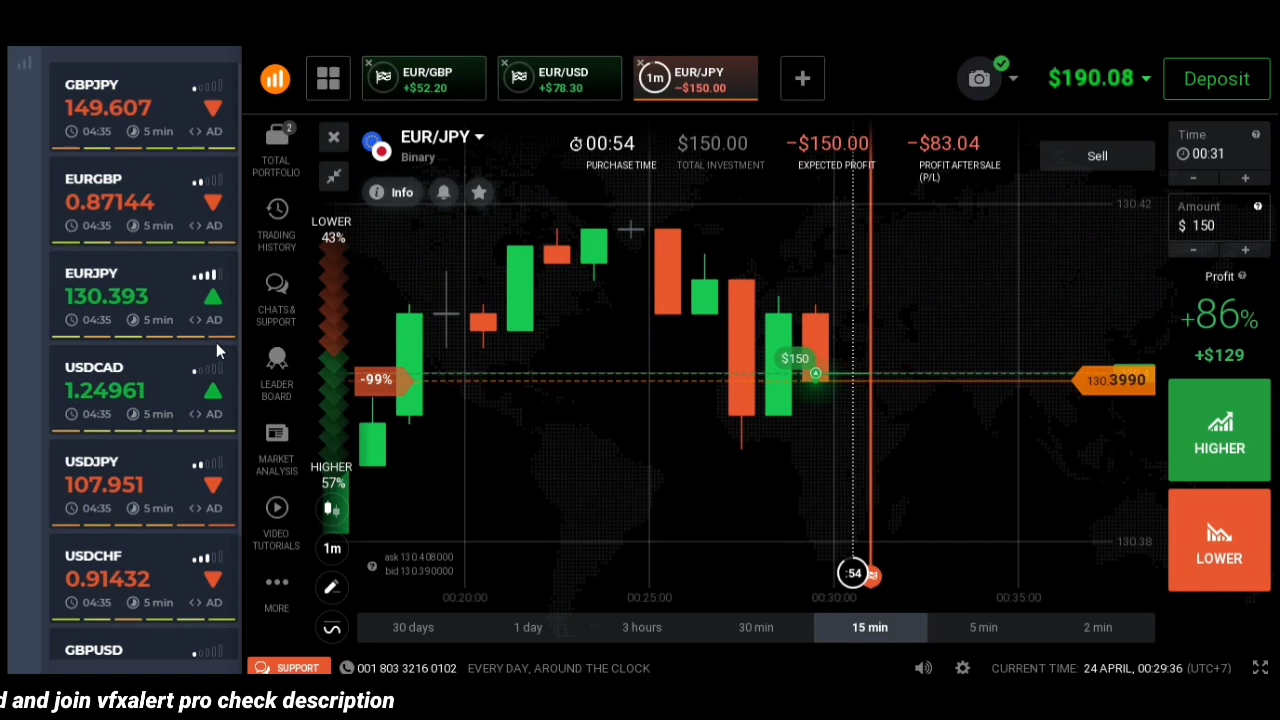 GBPJPY
149.607
04:35 5 min <> AD
EURGBP
0.87144
04:35 5 min <> AD
EURJPY
130.393
04:35 5 min <> AD
USDCAD
1.24961
04:35 5 min <> AD
USDJPY
107.951
04:35 5 min <> AD
USDCHF
0.91432
04:35 5 min <> AD
GBPUSD
EUR/GBP
+$52.20
EUR/USD
+$78.30
1m
EUR/JPY
−$150.00
+
$190.08
Deposit
2
TOTAL
PORTFOLIO
TRADING
HISTORY
CHATS &
SUPPORT
LEADER
BOARD
MARKET
ANALYSIS
VIDEO
TUTORIALS
MORE
EUR/JPY
Binary
Info
00:54
PURCHASE TIME
$150.00
TOTAL INVESTMENT
−$150.00
EXPECTED PROFIT
−$83.04
PROFIT AFTER SALE
(P/L)
Sell
LOWER
43%
-99%
HIGHER
57%
1m
$150
130.42
130.3990
130.38
ask 130.408000
bid 130.390000
:54
00:20:00
00:25:00
00:30:00
00:35:00
30 days
1 day
3 hours
30 min
15 min
5 min
2 min
Time
00:31
- +
Amount
$ 150
- +
Profit
+86%
+$129
HIGHER
LOWER
SUPPORT
001 803 3216 0102
EVERY DAY, AROUND THE CLOCK
CURRENT TIME: 24 APRIL, 00:29:36 (UTC+7)
d and join vfxalert pro check description